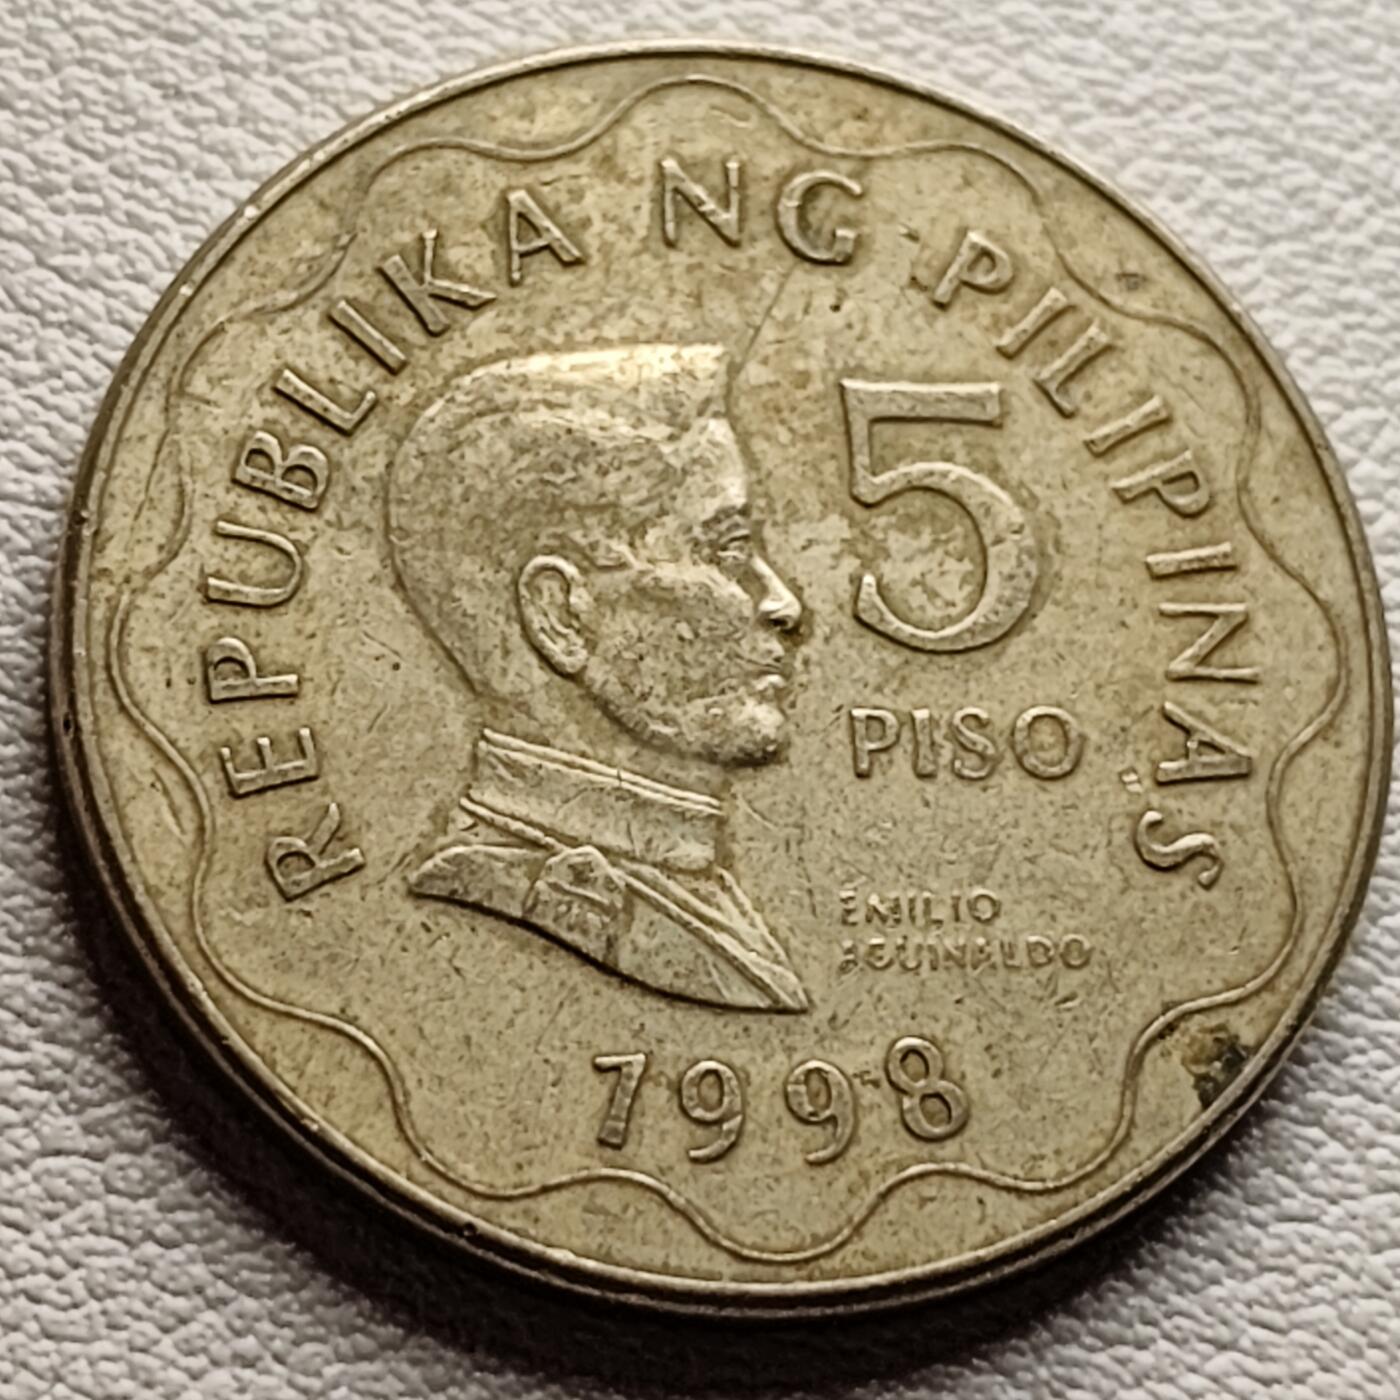 REPUBLIKA NG PILIPINAS
5
PISO
EMILIO
AGUINALDO
1998